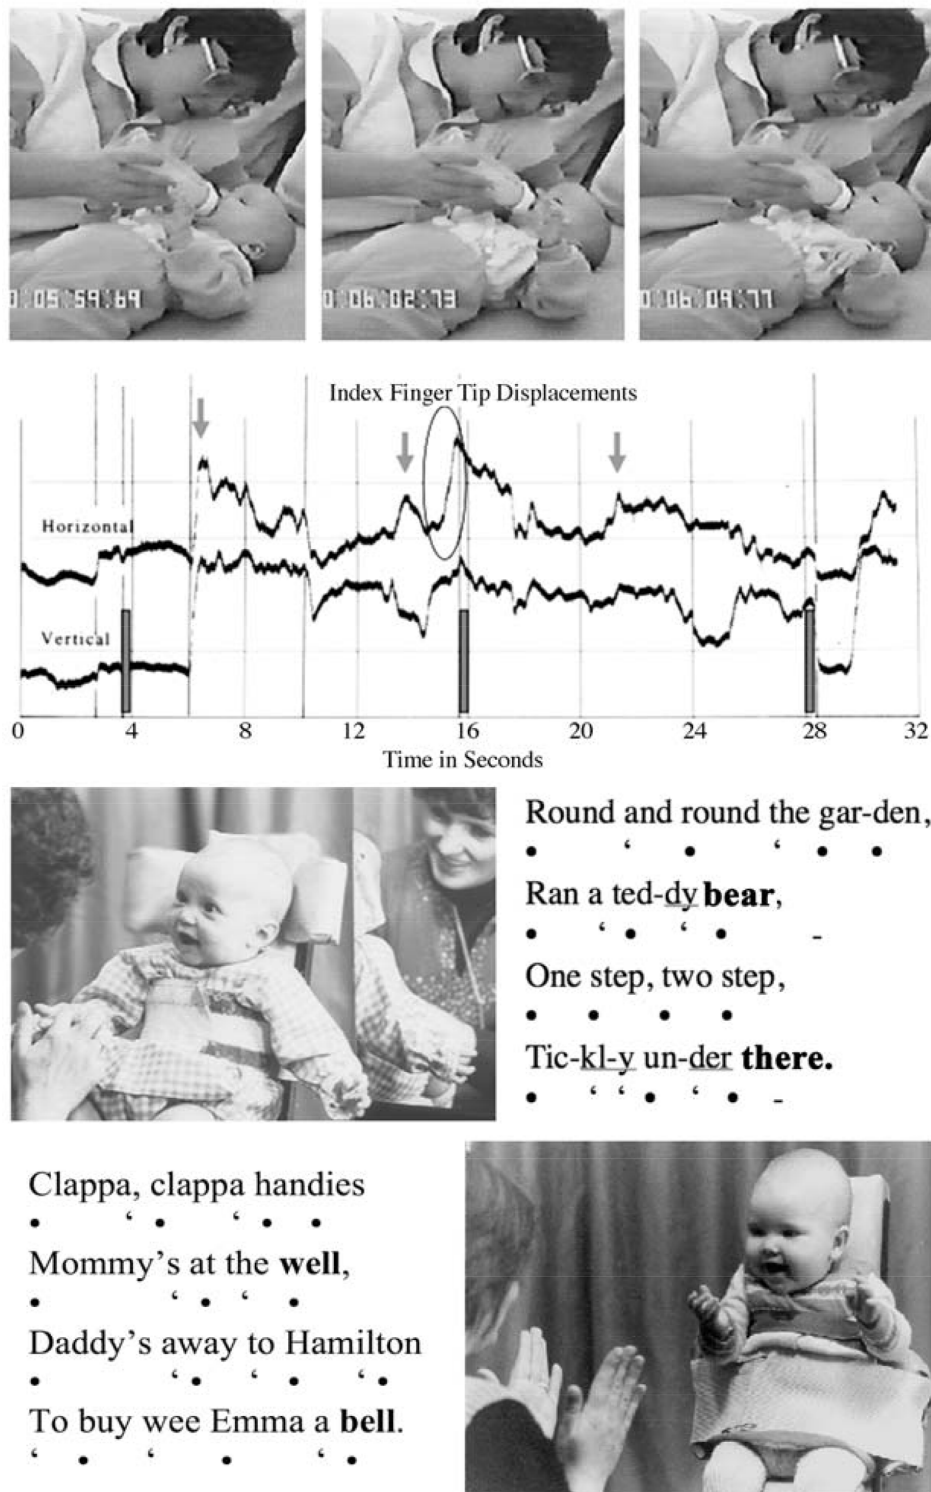 0:05:59:69
0:06:02:73
0:06:09:77
Index Finger Tip Displacements
Horizontal
Vertical
0 4 8 12 16 20 24 28 32
Time in Seconds
Round and round the gar-den,
Ran a ted-dy bear,
One step, two step,
Tic-kl-y un-der there.
Clappa, clappa handies
Mommy's at the well,
Daddy's away to Hamilton
To buy wee Emma a bell.